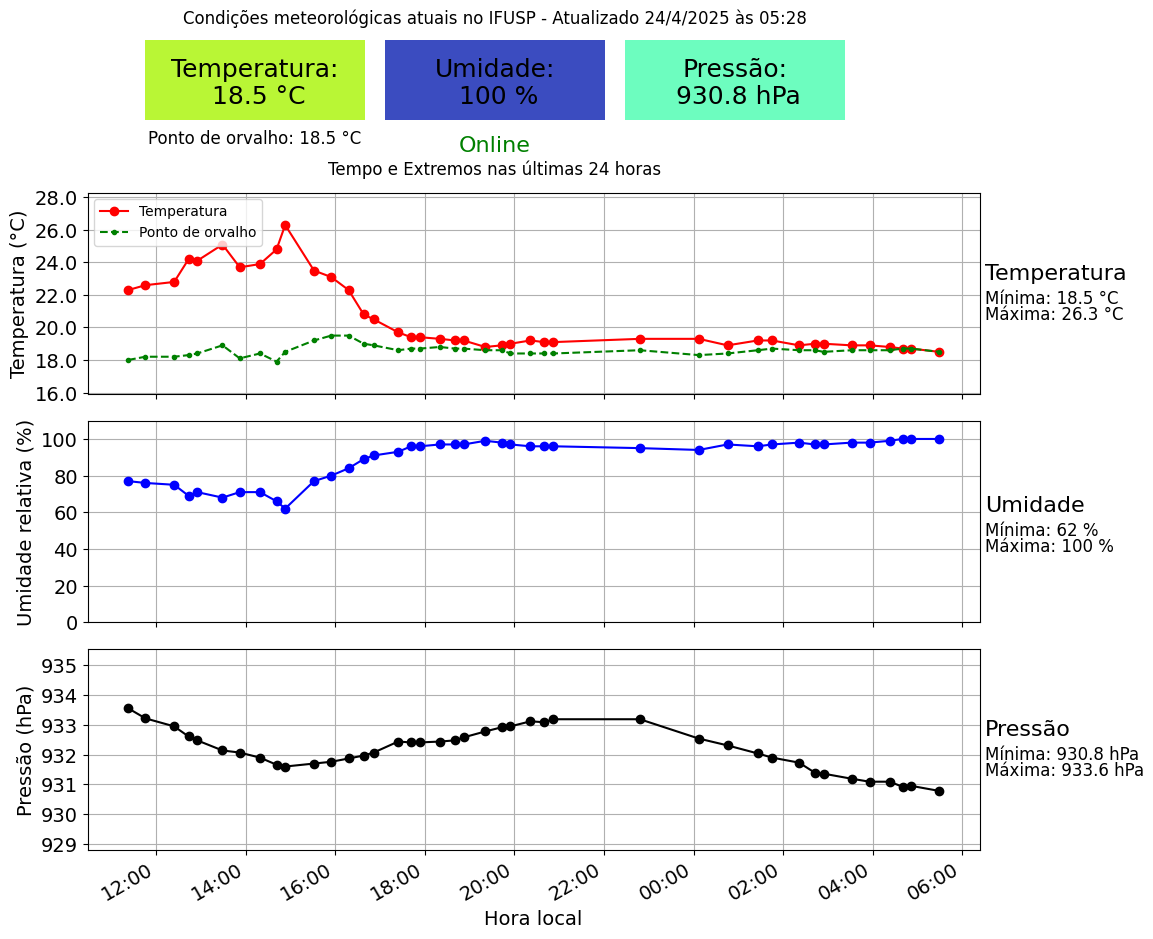 Condições meteorológicas atuais no IFUSP - Atualizado 24/4/2025 às 05:28
Temperatura:
18.5 °C
Umidade:
100 %
Pressão:
930.8 hPa
Ponto de orvalho: 18.5 °C
Online
Tempo e Extremos nas últimas 24 horas
Temperatura (°C)
28.0
26.0
24.0
22.0
20.0
18.0
16.0
Temperatura
Ponto de orvalho
Temperatura
Mínima: 18.5 °C
Máxima: 26.3 °C
Umidade relativa (%)
100
80
60
40
20
0
Umidade
Mínima: 62 %
Máxima: 100 %
Pressão (hPa)
935
934
933
932
931
930
929
Pressão
Mínima: 930.8 hPa
Máxima: 933.6 hPa
12:00 14:00 16:00 18:00 20:00 22:00 00:00 02:00 04:00 06:00
Hora local